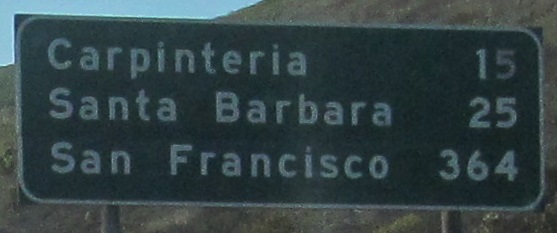 Carpinteria 15
Santa Barbara 25
San Francisco 364